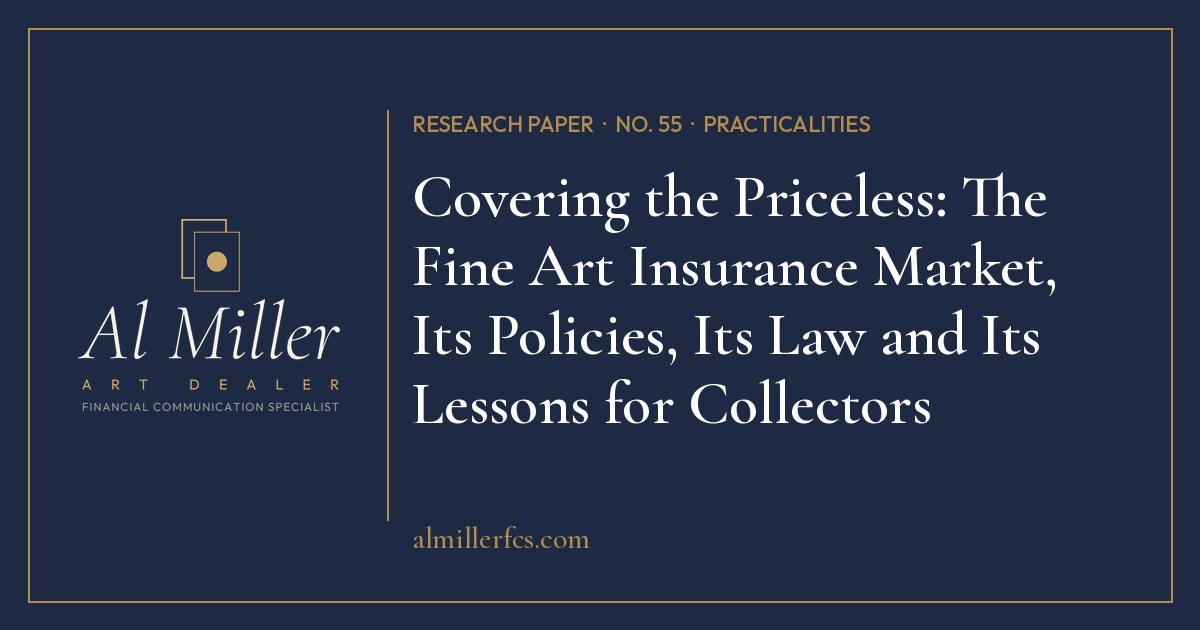 Al Miller
ART DEALER
FINANCIAL COMMUNICATION SPECIALIST
RESEARCH PAPER · NO. 55 · PRACTICALITIES
Covering the Priceless: The
Fine Art Insurance Market,
Its Policies, Its Law and Its
Lessons for Collectors
almillerfcs.com